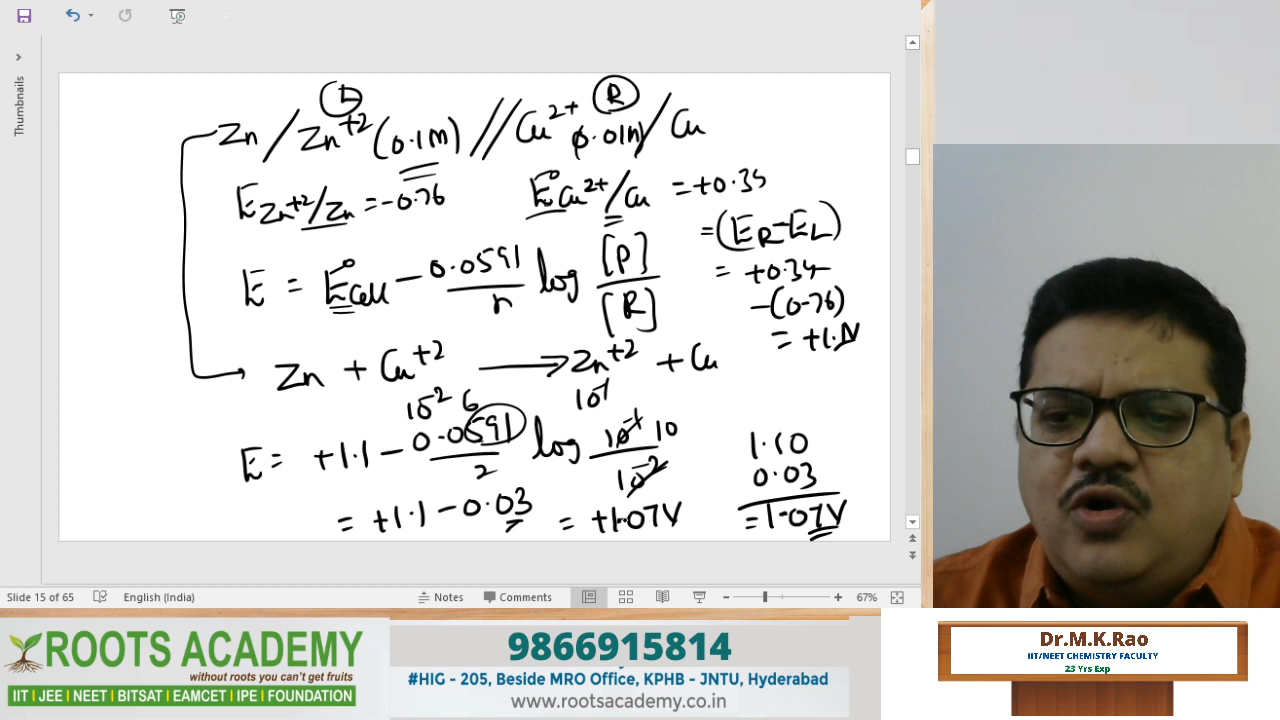 L R
Zn / Zn+2 (0.1M) // Cu2+ 0.01M / Cu
E Zn+2/Zn = -0.76 E° Cu2+/Cu = +0.34
= (ER - EL)
E = E°Cell - 0.0591/n log [P]/[R]
= +0.34
-(0.76)
= +1.1V
Zn + Cu+2 ⟶ Zn+2 + Cu
10-2 10-1
6
E = +1.1 - 0.0591/2 log 10-1/10-2 10
= +1.1 - 0.03 = +1.07V
1.10
0.03
= 1.07V
Thumbnails
Slide 15 of 65 English (India) Notes Comments 67%
ROOTS ACADEMY
without roots you can't get fruits
IIT I JEE I NEET I BITSAT I EAMCET I IPE I FOUNDATION
9866915814
#HIG - 205, Beside MRO Office, KPHB - JNTU, Hyderabad
www.rootsacademy.co.in
Dr.M.K.Rao
IIT/NEET CHEMISTRY FACULTY
23 Yrs Exp